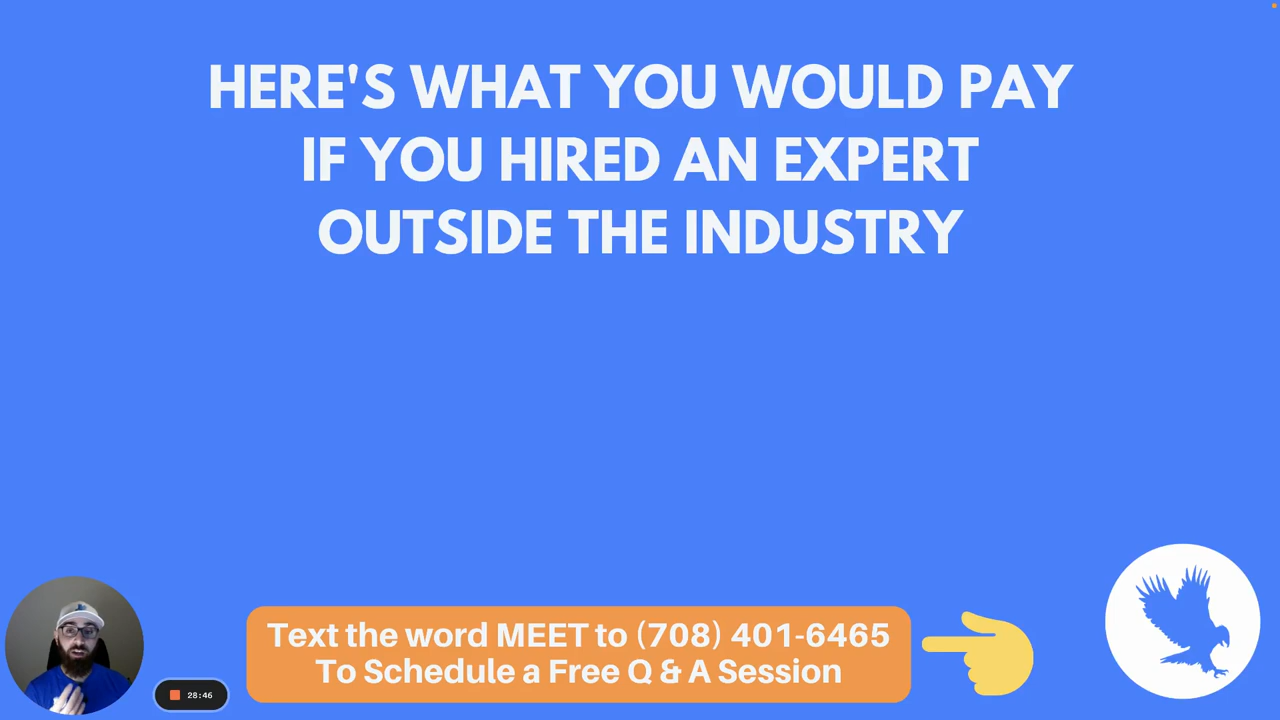 HERE'S WHAT YOU WOULD PAY
IF YOU HIRED AN EXPERT
OUTSIDE THE INDUSTRY
Text the word MEET to (708) 401-6465
To Schedule a Free Q & A Session
28:46